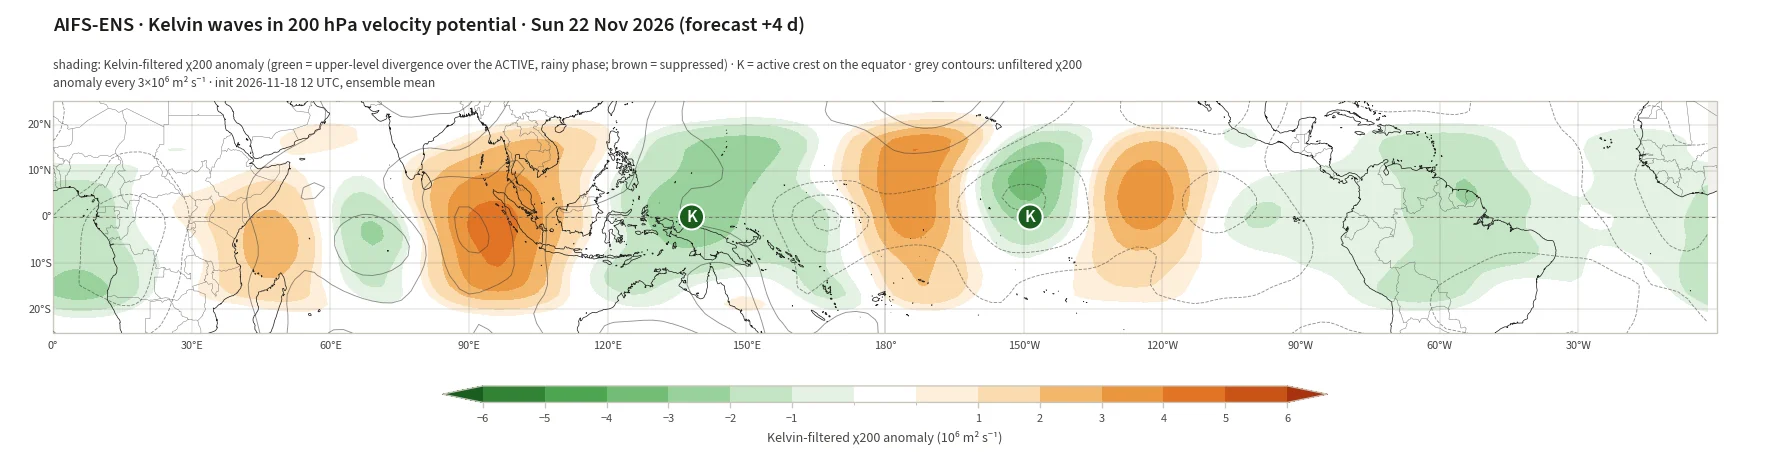 AIFS-ENS · Kelvin waves in 200 hPa velocity potential · Sun 22 Nov 2026 (forecast +4 d)
shading: Kelvin-filtered χ200 anomaly (green = upper-level divergence over the ACTIVE, rainy phase; brown = suppressed) · K = active crest on the equator · grey contours: unfiltered χ200
anomaly every 3×10⁶ m² s⁻¹ · init 2026-11-18 12 UTC, ensemble mean
20°N
10°N
0°
10°S
20°S
K
K
0° 30°E 60°E 90°E 120°E 150°E 180° 150°W 120°W 90°W 60°W 30°W
−6 −5 −4 −3 −2 −1 1 2 3 4 5 6
Kelvin-filtered χ200 anomaly (10⁶ m² s⁻¹)